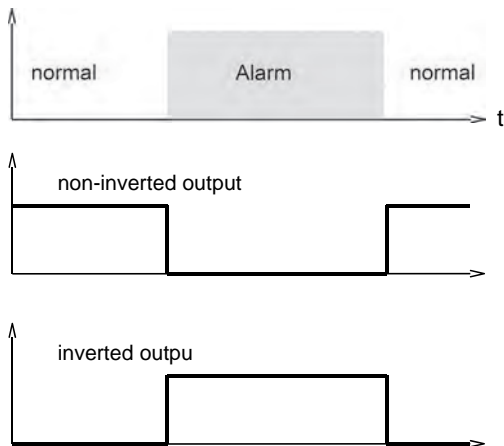 normal Alarm normal
t
non-inverted output
inverted outpu